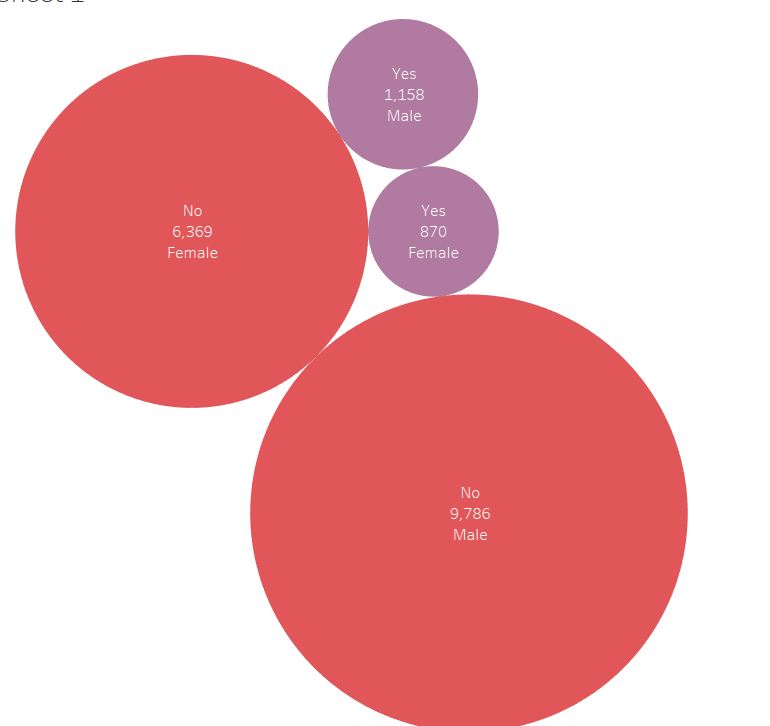 Yes
1,158
Male
No
6,369
Female
Yes
870
Female
No
9,786
Male